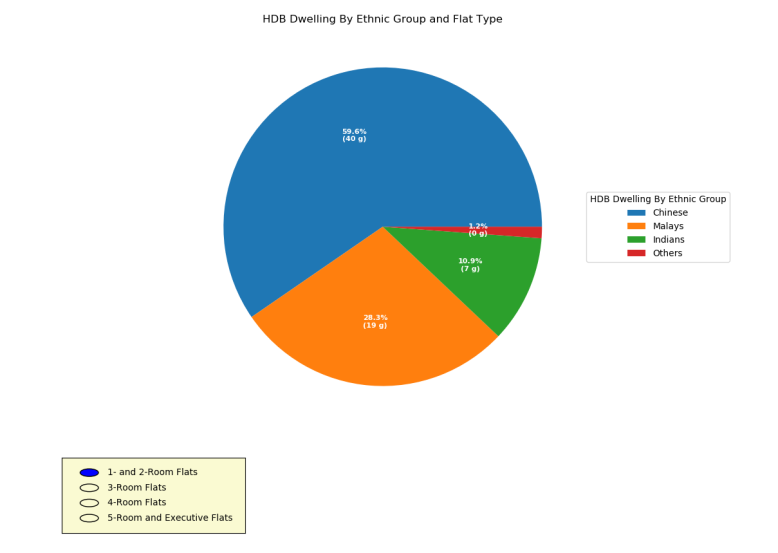 HDB Dwelling By Ethnic Group and Flat Type
59.6%
(40 g)
HDB Dwelling By Ethnic Group
Chinese
Malays
Indians
Others
1.2%
(0 g)
10.9%
(7 g)
28.3%
(19 g)
1- and 2-Room Flats
3-Room Flats
4-Room Flats
5-Room and Executive Flats